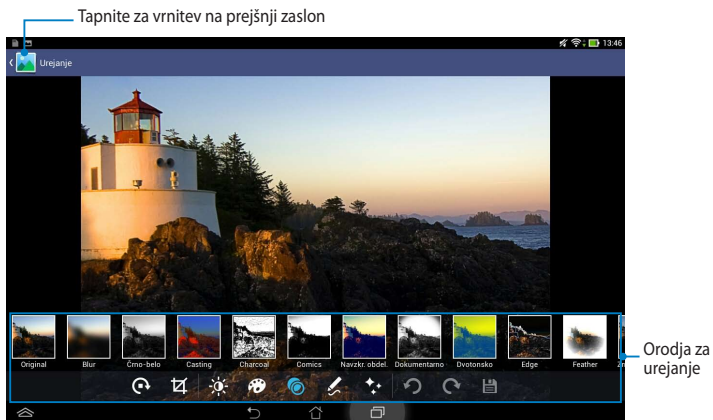 Tapnite za vrnitev na prejšnji zaslon
13:46
Urejanje
Original Blur Črno-belo Casting Charcoal Comics Navzkr. obdel. Dokumentarno Dvotonsko Edge Feather
Orodja za
urejanje